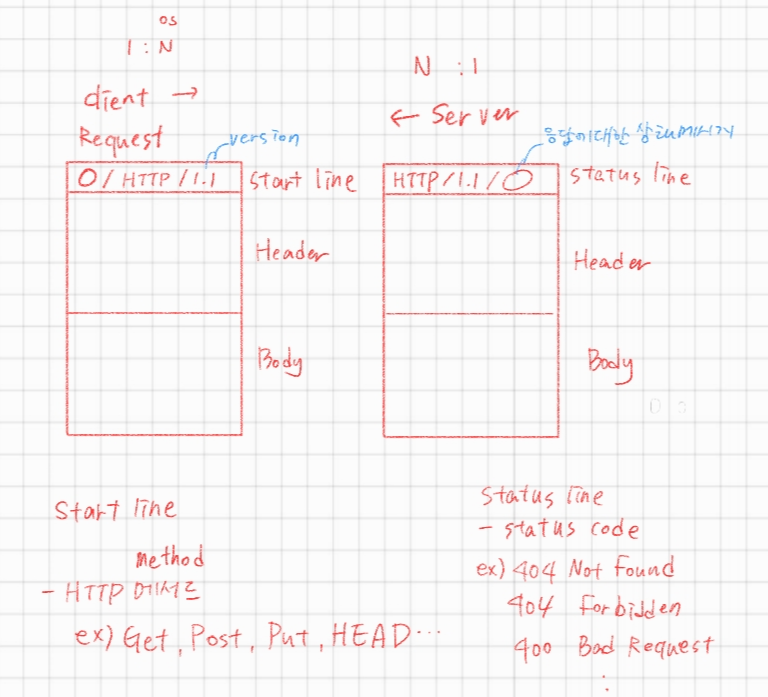 os
1 : N
client →
Request
version
O / HTTP / 1.1
start line
Header
Body
N : 1
← Server
응답에대한 상태메시지
HTTP / 1.1 / O
status line
Header
Body
Start line
method
- HTTP 메서드
ex) Get, Post, Put, HEAD ...
Status line
- status code
ex) 404 Not Found
404 Forbidden
400 Bad Request
: